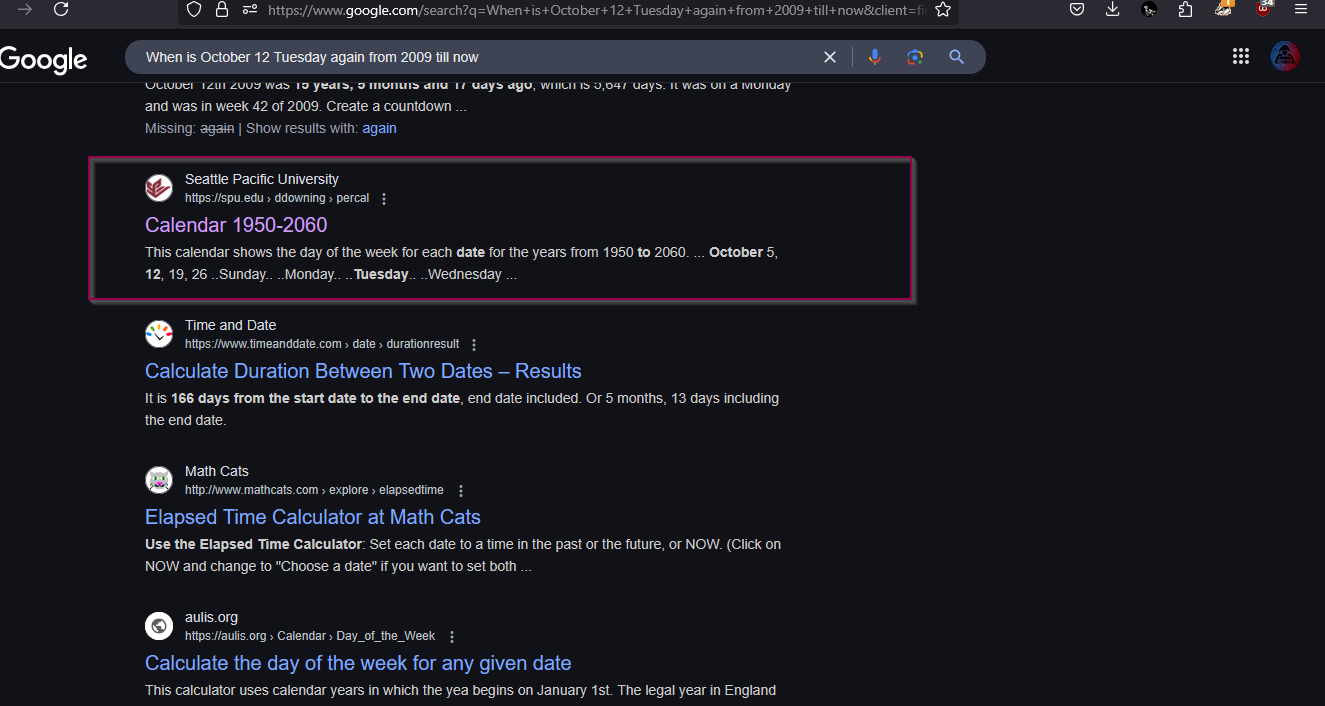 https://www.google.com/search?q=When+is+October+12+Tuesday+again+from+2009+till+now&client=fi
34
Google
When is October 12 Tuesday again from 2009 till now
October 12th 2009 was 15 years, 5 months and 17 days ago, which is 5,647 days. It was on a Monday
and was in week 42 of 2009. Create a countdown ...
Missing: again | Show results with: again
Seattle Pacific University
https://spu.edu › ddowning › percal
Calendar 1950-2060
This calendar shows the day of the week for each date for the years from 1950 to 2060. ... October 5,
12, 19, 26 ..Sunday.. ..Monday.. ..Tuesday.. ..Wednesday ...
Time and Date
https://www.timeanddate.com › date › durationresult
Calculate Duration Between Two Dates – Results
It is 166 days from the start date to the end date, end date included. Or 5 months, 13 days including
the end date.
Math Cats
http://www.mathcats.com › explore › elapsedtime
Elapsed Time Calculator at Math Cats
Use the Elapsed Time Calculator: Set each date to a time in the past or the future, or NOW. (Click on
NOW and change to "Choose a date" if you want to set both ...
aulis.org
https://aulis.org › Calendar › Day_of_the_Week
Calculate the day of the week for any given date
This calculator uses calendar years in which the yea begins on January 1st. The legal year in England